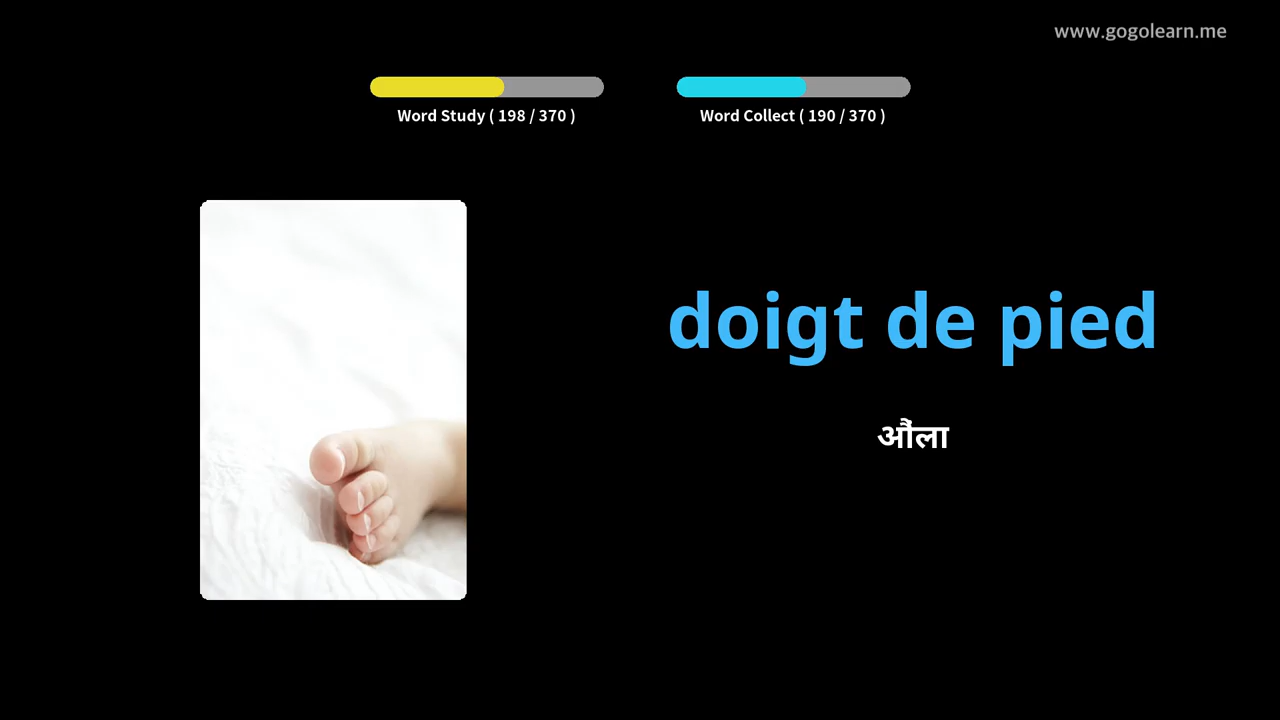 www.gogolearn.me
Word Study ( 198 / 370 )
Word Collect ( 190 / 370 )
doigt de pied
औंला